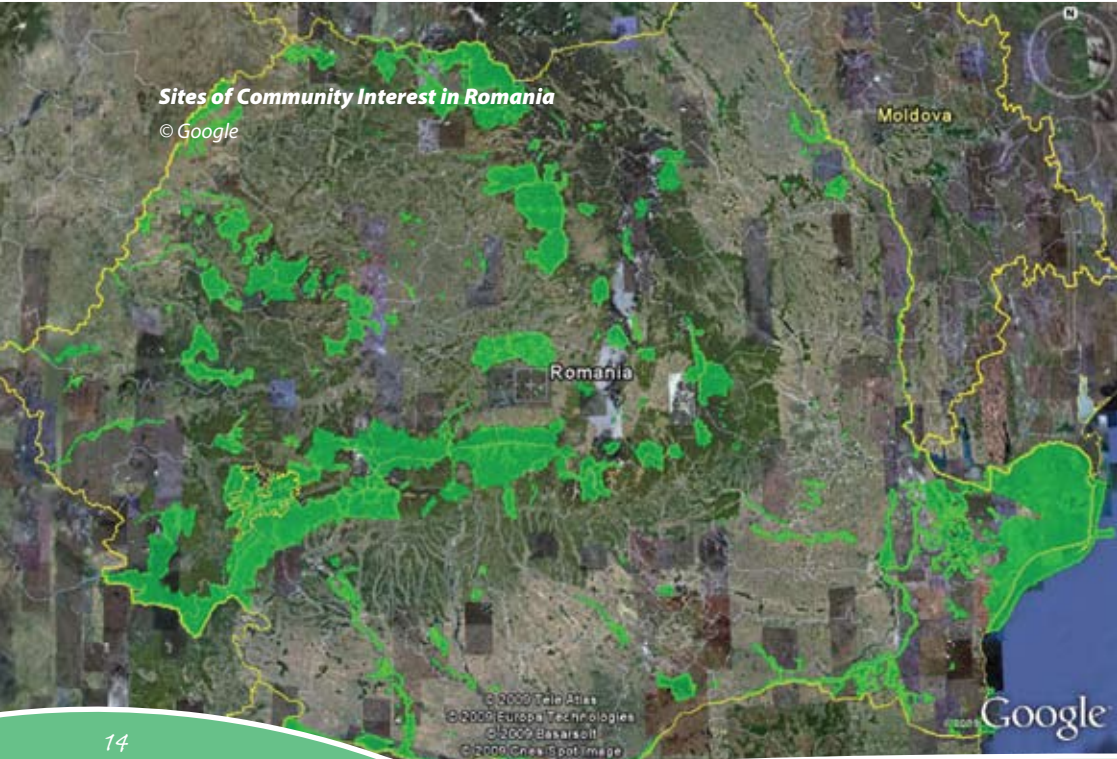 N
Sites of Community Interest in Romania
© Google
Moldova
Romania
© 2009 Tele Atlas
© 2009 Europa Technologies
© 2009 Basarsoft
© 2009 Cnes/Spot Image
Google
14